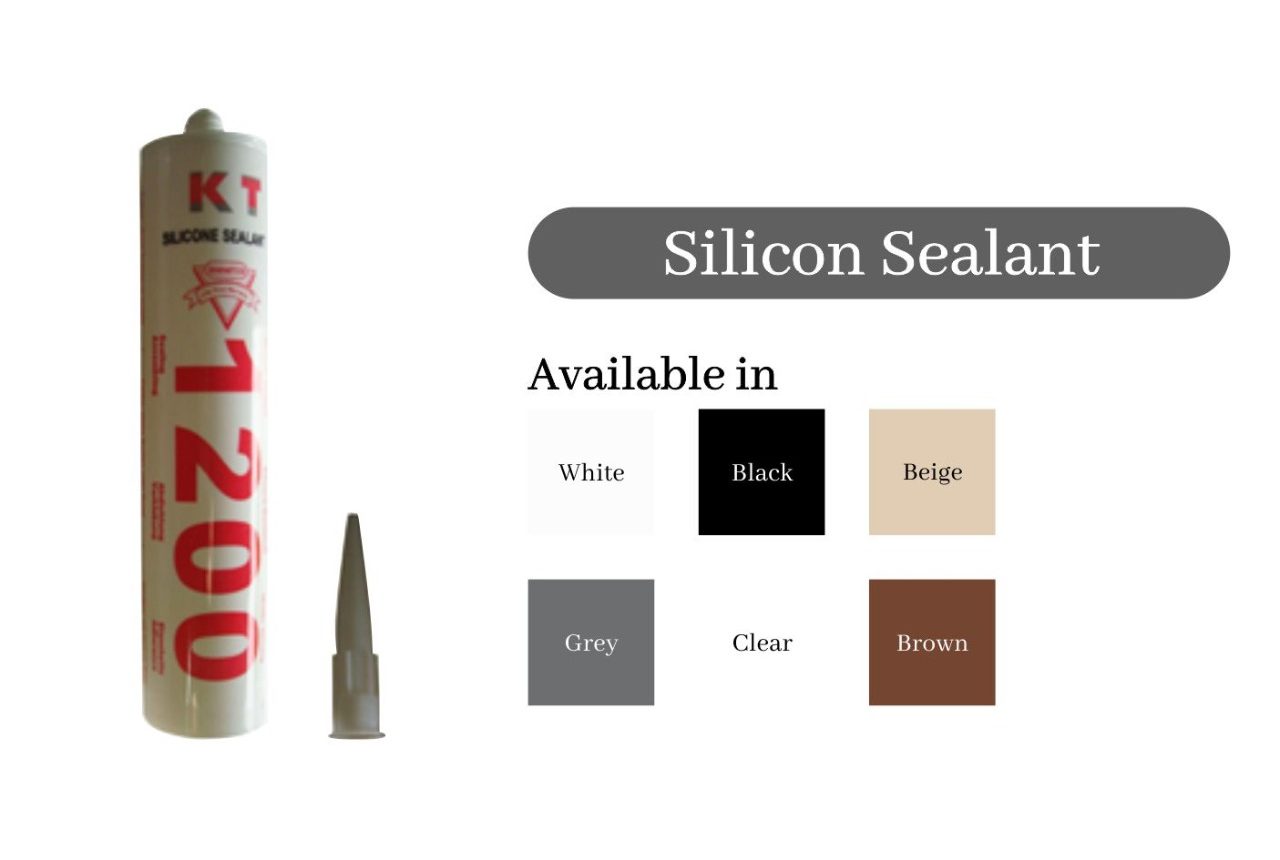 KT
SILICONE SEALANT
1200
Silicon Sealant
Available in
White
Black
Beige
Grey
Clear
Brown